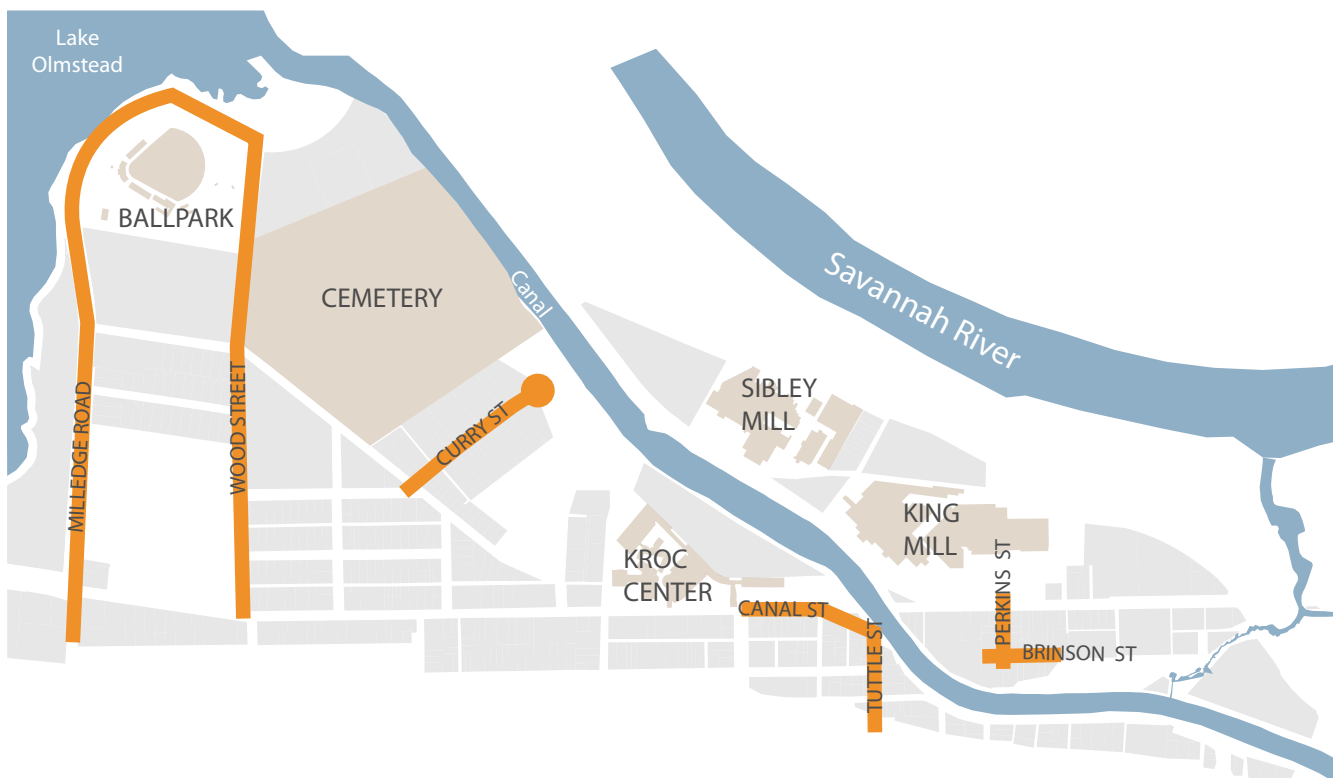 Lake
Olmstead
BALLPARK
Savannah River
CEMETERY
Canal
SIBLEY
MILL
MILLEDGE ROAD
WOOD STREET
CURRY ST
KING
MILL
KROC
CENTER
PERKINS ST
CANAL ST
TUTTLE ST
BRINSON ST